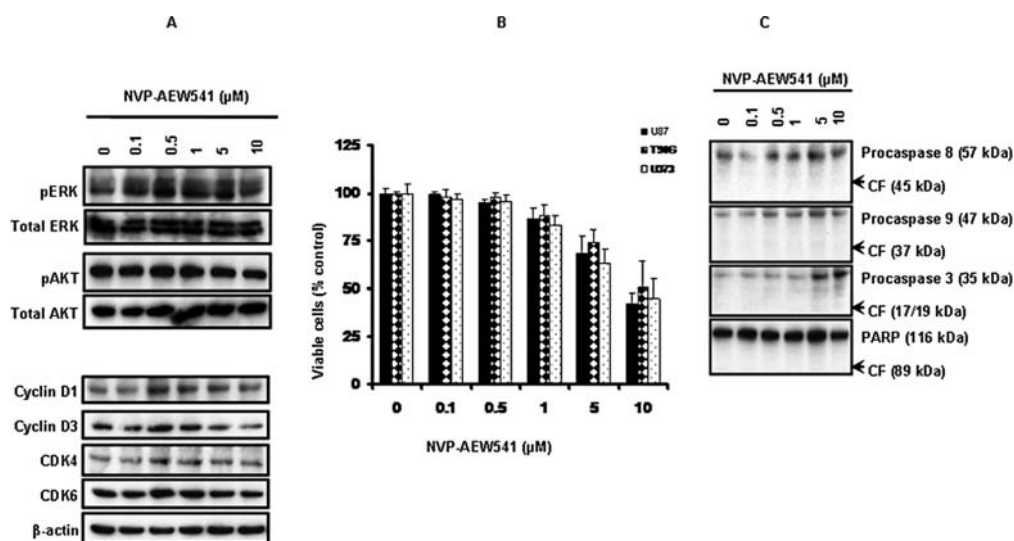 A
NVP-AEW541 (µM)
0 0.1 0.5 1 5 10
pERK
Total ERK
pAKT
Total AKT
Cyclin D1
Cyclin D3
CDK4
CDK6
β-actin
B
U87
T98G
U373
Viable cells (% control)
125
100
75
50
25
0
0 0.1 0.5 1 5 10
NVP-AEW541 (µM)
C
NVP-AEW541 (µM)
0 0.1 0.5 1 5 10
Procaspase 8 (57 kDa)
CF (45 kDa)
Procaspase 9 (47 kDa)
CF (37 kDa)
Procaspase 3 (35 kDa)
CF (17/19 kDa)
PARP (116 kDa)
CF (89 kDa)